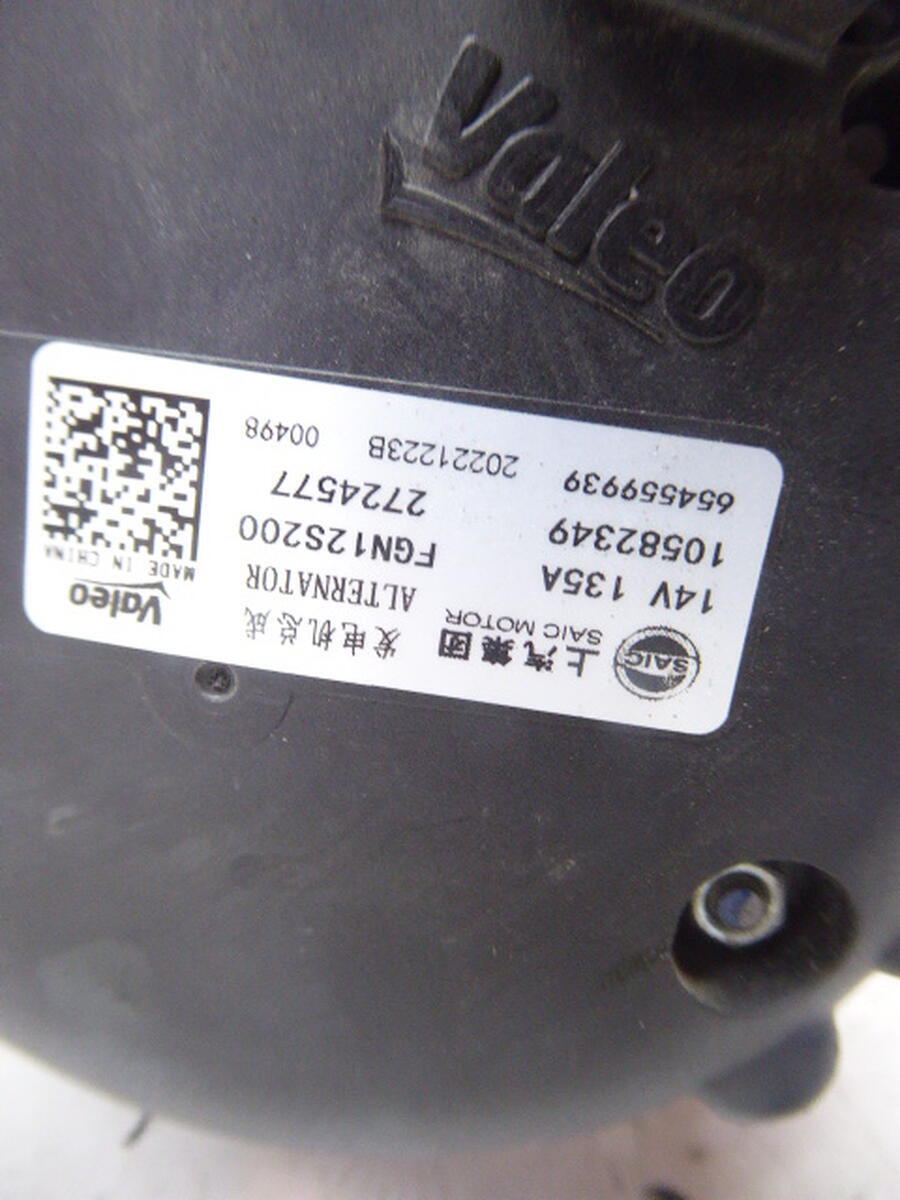 valeo
SAIC
上汽集团
SAIC MOTOR
发电机总成
ALTERNATOR
Valeo
MADE IN CHINA
14V 135A
FGN12S200
10582349
2724577
654559939
20221223B
00498